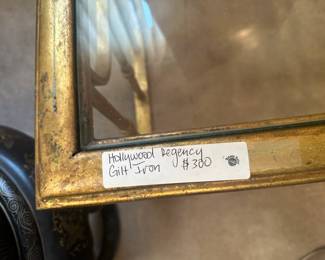 Hollywood Regency
Gilt Iron $300